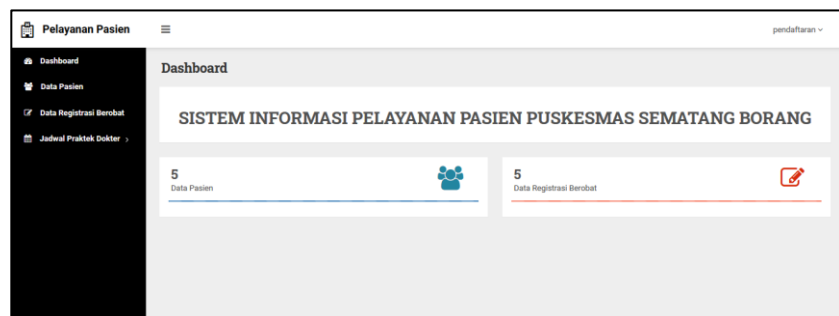 Pelayanan Pasien
pendaftaran
Dashboard
Data Pasien
Data Registrasi Berobat
Jadwal Praktek Dokter
Dashboard
SISTEM INFORMASI PELAYANAN PASIEN PUSKESMAS SEMATANG BORANG
5
Data Pasien
5
Data Registrasi Berobat